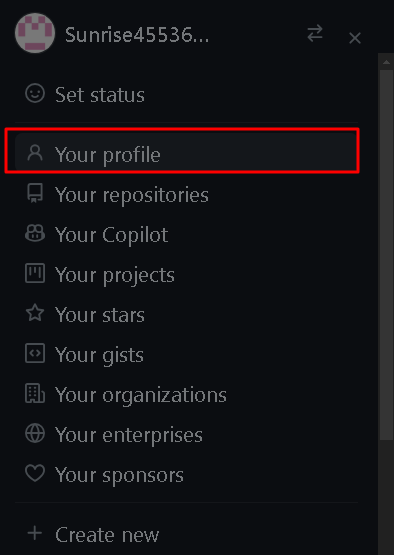 Sunrise45536...
Set status
Your profile
Your repositories
Your Copilot
Your projects
Your stars
Your gists
Your organizations
Your enterprises
Your sponsors
Create new